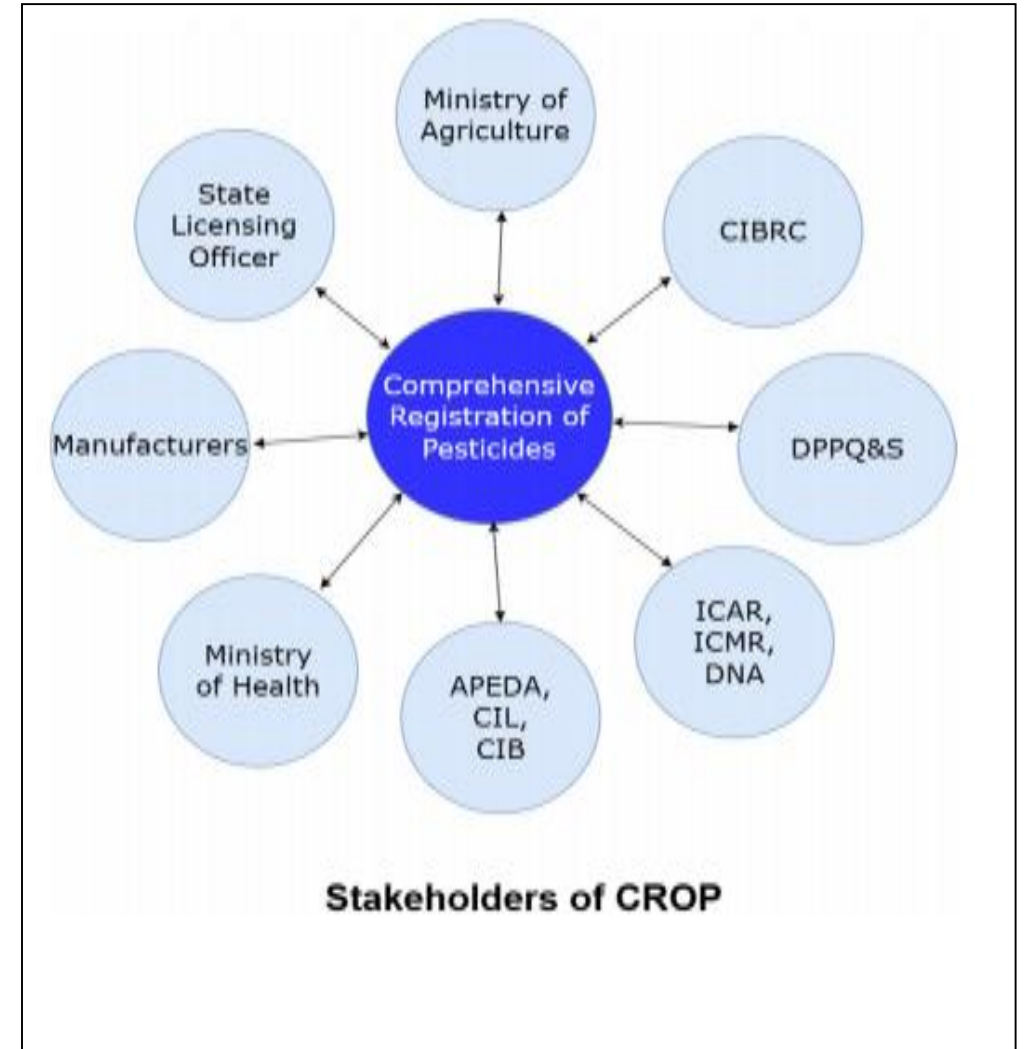 Ministry of
Agriculture
State
Licensing
Officer
CIBRC
Comprehensive
Registration of
Pesticides
Manufacturers
DPPQ&S
ICAR,
ICMR,
DNA
Ministry
of Health
APEDA,
CIL,
CIB
Stakeholders of CROP